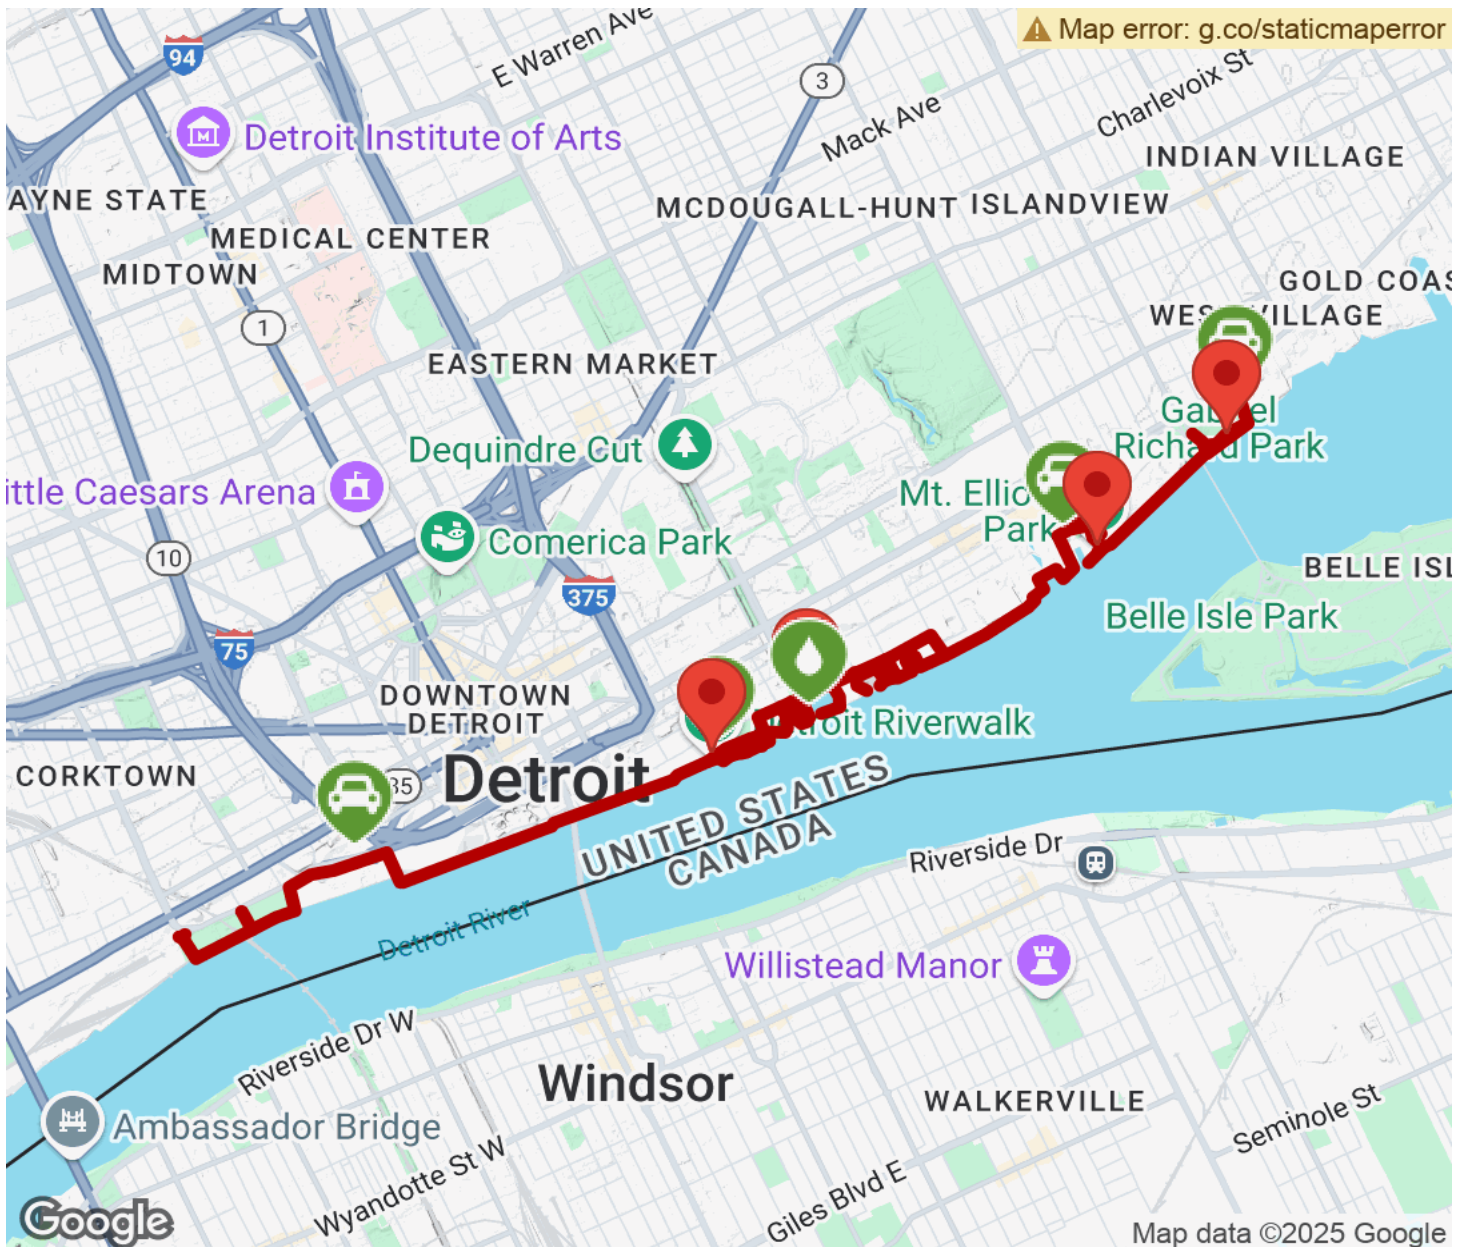 Map error: g.co/staticmaperror
94
E Warren Ave
3
Charlevoix St
Detroit Institute of Arts
Mack Ave
INDIAN VILLAGE
AYNE STATE
MCDOUGALL-HUNT
ISLANDVIEW
MEDICAL CENTER
MIDTOWN
GOLD COAS
1
EASTERN MARKET
Dequindre Cut
Richard Park
ittle Caesars Arena
Mt. Ellio
Park
Comerica Park
10
BELLE ISL
375
Belle Isle Park
75
DOWNTOWN
DETROIT
troit Riverwalk
CORKTOWN
Detroit
UNITED STATES
CANADA
Riverside Dr
Detroit River
Willistead Manor
Riverside Dr W
Windsor
WALKERVILLE
Ambassador Bridge
Seminole St
Wyandotte St W
Giles Blvd E
Google
Map data ©2025 Google